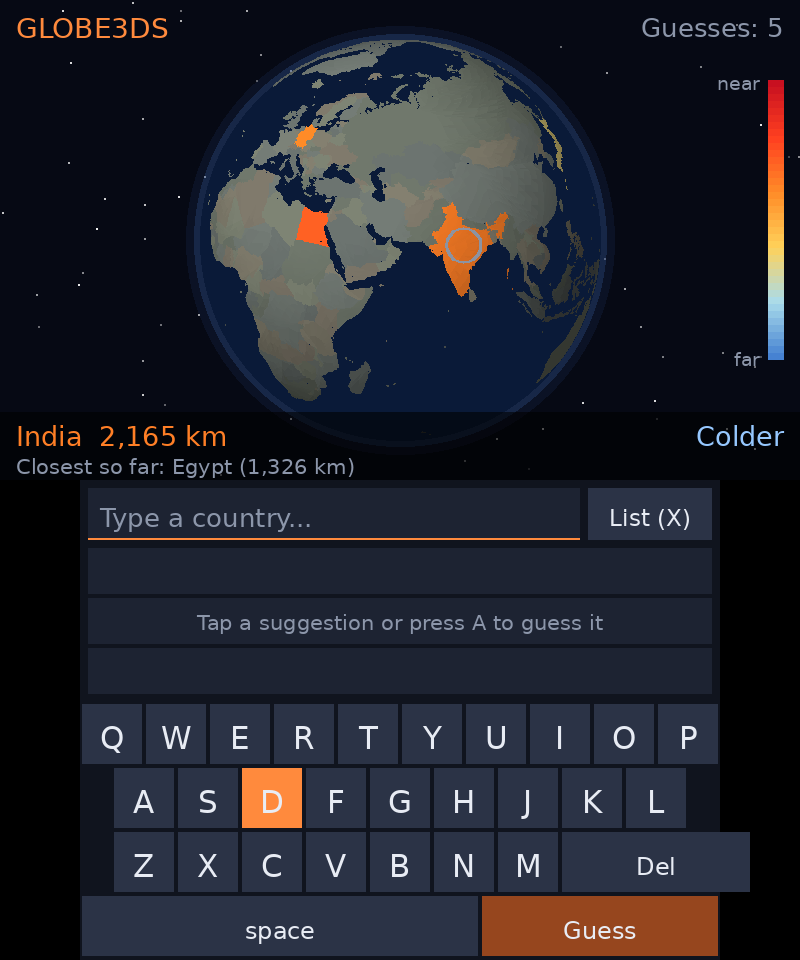 GLOBE3DS
Guesses: 5
near
far
India 2,165 km
Colder
Closest so far: Egypt (1,326 km)
Type a country...
List (X)
Tap a suggestion or press A to guess it
Q W E R T Y U I O P
A S D F G H J K L
Z X C V B N M Del
space Guess